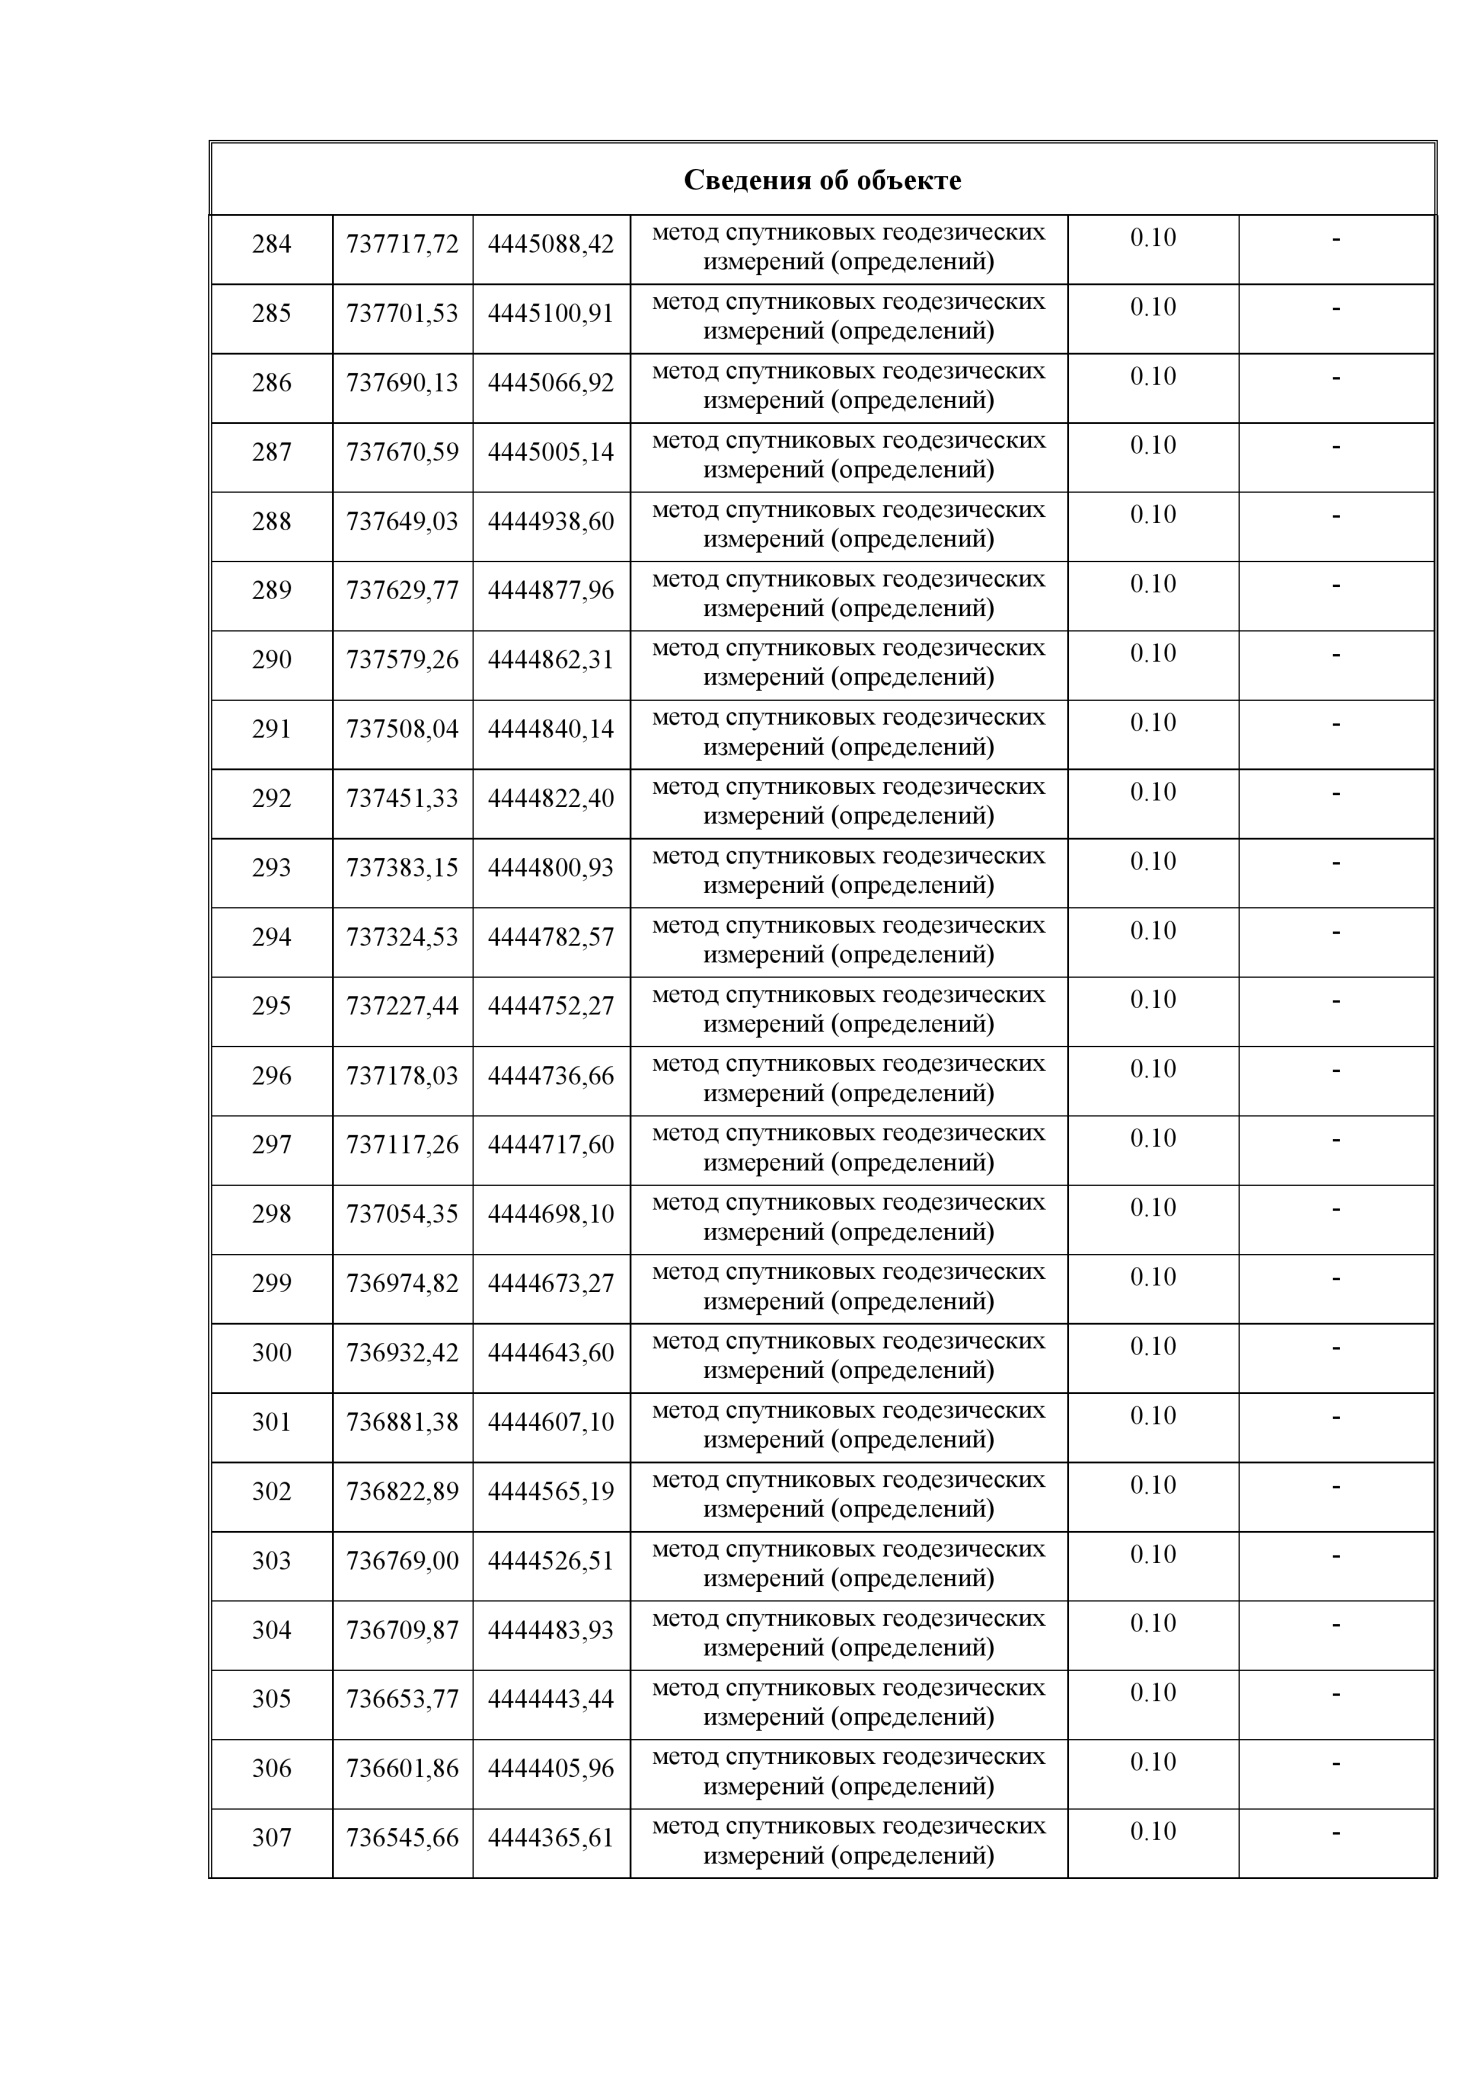 Сведения об объекте
284 737717,72 4445088,42 метод спутниковых геодезических измерений (определений) 0.10 -
285 737701,53 4445100,91 метод спутниковых геодезических измерений (определений) 0.10 -
286 737690,13 4445066,92 метод спутниковых геодезических измерений (определений) 0.10 -
287 737670,59 4445005,14 метод спутниковых геодезических измерений (определений) 0.10 -
288 737649,03 4444938,60 метод спутниковых геодезических измерений (определений) 0.10 -
289 737629,77 4444877,96 метод спутниковых геодезических измерений (определений) 0.10 -
290 737579,26 4444862,31 метод спутниковых геодезических измерений (определений) 0.10 -
291 737508,04 4444840,14 метод спутниковых геодезических измерений (определений) 0.10 -
292 737451,33 4444822,40 метод спутниковых геодезических измерений (определений) 0.10 -
293 737383,15 4444800,93 метод спутниковых геодезических измерений (определений) 0.10 -
294 737324,53 4444782,57 метод спутниковых геодезических измерений (определений) 0.10 -
295 737227,44 4444752,27 метод спутниковых геодезических измерений (определений) 0.10 -
296 737178,03 4444736,66 метод спутниковых геодезических измерений (определений) 0.10 -
297 737117,26 4444717,60 метод спутниковых геодезических измерений (определений) 0.10 -
298 737054,35 4444698,10 метод спутниковых геодезических измерений (определений) 0.10 -
299 736974,82 4444673,27 метод спутниковых геодезических измерений (определений) 0.10 -
300 736932,42 4444643,60 метод спутниковых геодезических измерений (определений) 0.10 -
301 736881,38 4444607,10 метод спутниковых геодезических измерений (определений) 0.10 -
302 736822,89 4444565,19 метод спутниковых геодезических измерений (определений) 0.10 -
303 736769,00 4444526,51 метод спутниковых геодезических измерений (определений) 0.10 -
304 736709,87 4444483,93 метод спутниковых геодезических измерений (определений) 0.10 -
305 736653,77 4444443,44 метод спутниковых геодезических измерений (определений) 0.10 -
306 736601,86 4444405,96 метод спутниковых геодезических измерений (определений) 0.10 -
307 736545,66 4444365,61 метод спутниковых геодезических измерений (определений) 0.10 -